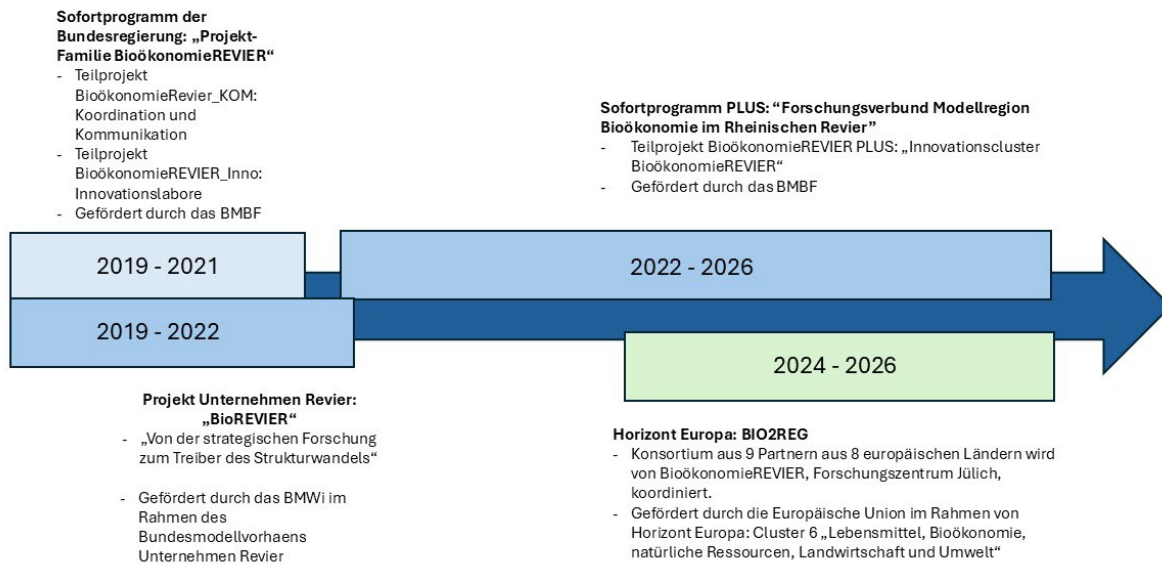 Sofortprogramm der
Bundesregierung: „Projekt-
Familie BioökonomieREVIER“
- Teilprojekt
BioökonomieRevier_KOM:
Koordination und
Kommunikation
- Teilprojekt
BioökonomieREVIER_Inno:
Innovationslabore
- Gefördert durch das BMBF
Sofortprogramm PLUS: “Forschungsverbund Modellregion
Bioökonomie im Rheinischen Revier”
- Teilprojekt BioökonomieREVIER PLUS: „Innovationscluster
BioökonomieREVIER“
- Gefördert durch das BMBF
2019 - 2021
2022 - 2026
2019 - 2022
2024 - 2026
Projekt Unternehmen Revier:
„BioREVIER“
- „Von der strategischen Forschung
zum Treiber des Strukturwandels“
- Gefördert durch das BMWi im
Rahmen des
Bundesmodellvorhaens
Unternehmen Revier
Horizont Europa: BIO2REG
- Konsortium aus 9 Partnern aus 8 europäischen Ländern wird
von BioökonomieREVIER, Forschungszentrum Jülich,
koordiniert.
- Gefördert durch die Europäische Union im Rahmen von
Horizont Europa: Cluster 6 „Lebensmittel, Bioökonomie,
natürliche Ressourcen, Landwirtschaft und Umwelt“